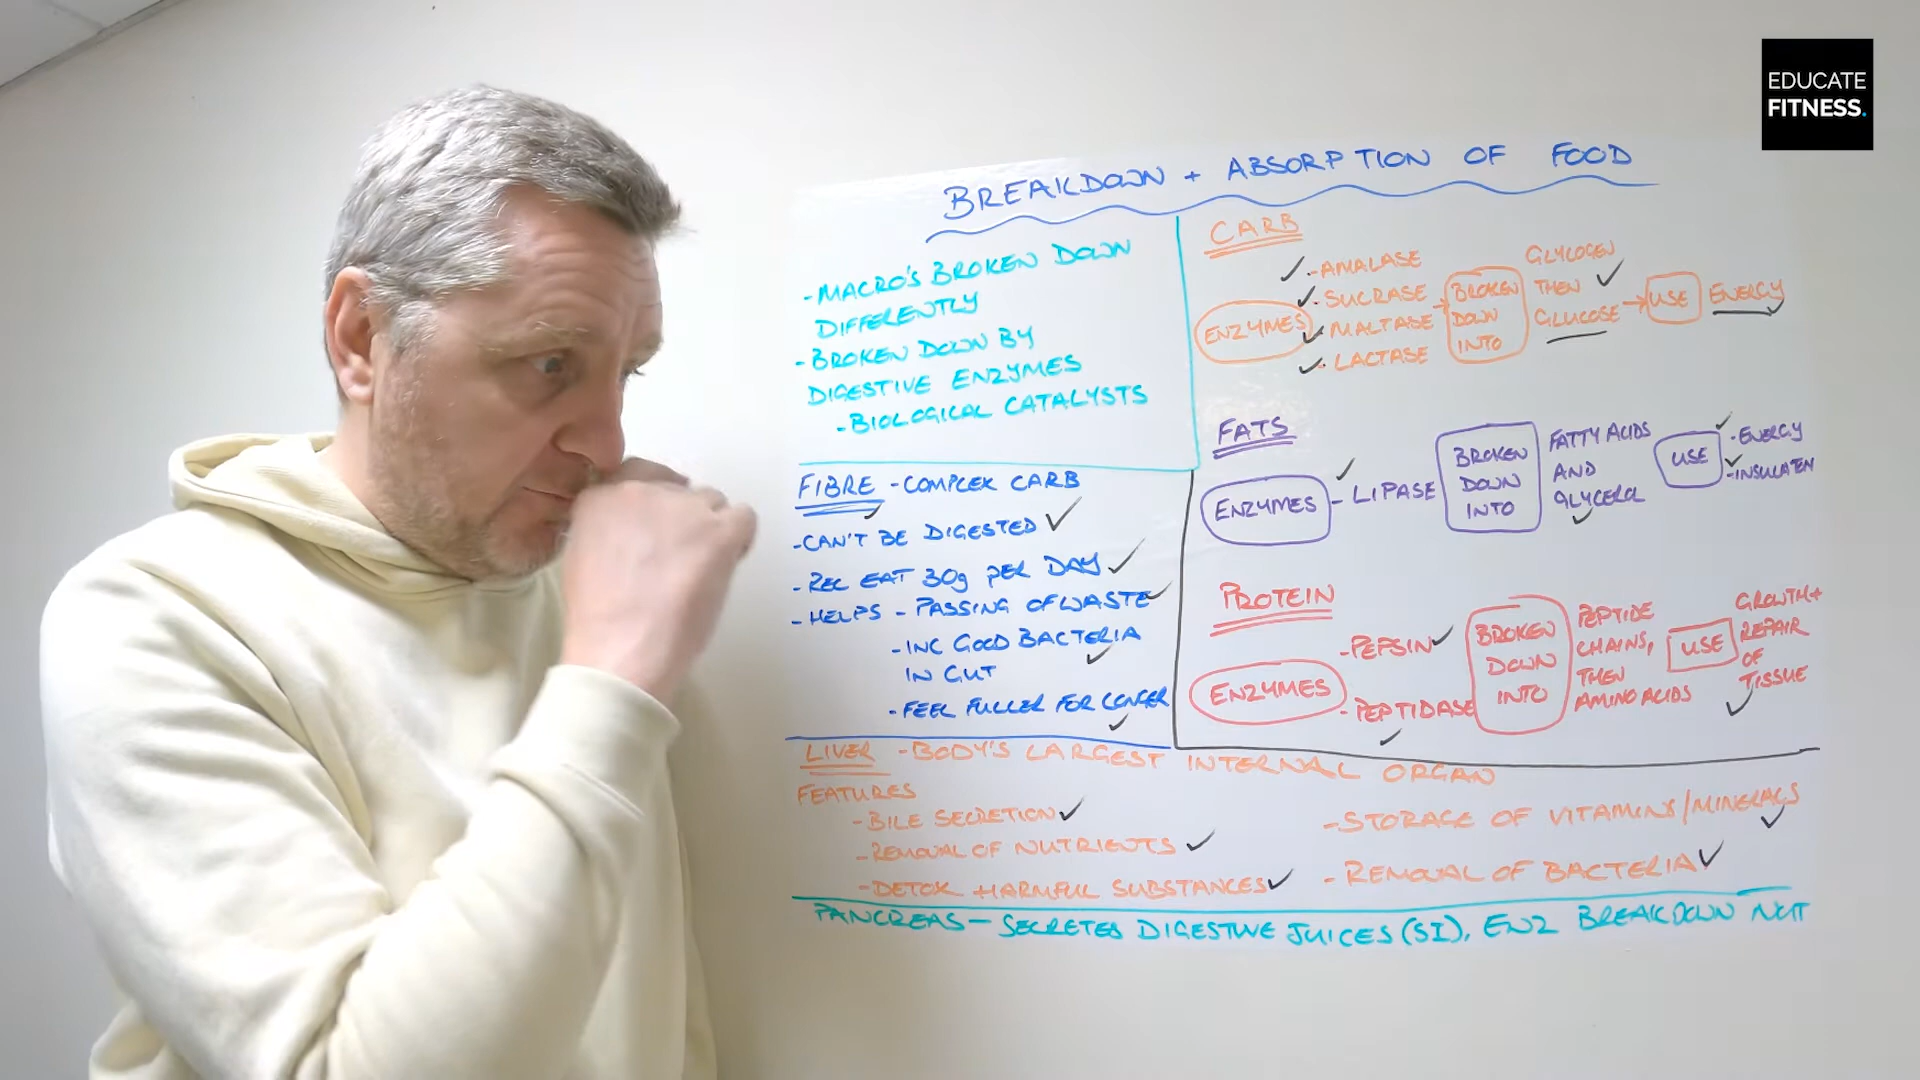 EDUCATE
FITNESS.
BREAKDOWN + ABSORPTION OF FOOD
-MACRO'S BROKEN DOWN
DIFFERENTLY
-BROKEN DOWN BY
DIGESTIVE ENZYMES
-BIOLOGICAL CATALYSTS
FIBRE -COMPLEX CARB
-CAN'T BE DIGESTED ✓
-REC EAT 30g PER DAY ✓
-HELPS - PASSING OF WASTE ✓
-INC GOOD BACTERIA
IN GUT ✓
-FEEL FULLER FOR LONGER ✓
CARB
ENZYMES
✓ -AMALASE
✓ - SUCRASE
✓ - MALTASE
✓ - LACTASE
→ BROKEN
DOWN
INTO
GLYCOGEN
THEN ✓
GLUCOSE
→ USE
ENERGY
FATS
ENZYMES
- LIPASE ✓
BROKEN
DOWN
INTO
FATTY ACIDS
AND
GLYCEROL ✓
USE
✓ -ENERGY
✓ -INSULATEN
PROTEIN
ENZYMES
-PEPSIN ✓
-PEPTIDASE ✓
BROKEN
DOWN
INTO
PEPTIDE
CHAINS,
THEN
AMINO ACIDS
USE
GROWTH+
REPAIR
OF
TISSUE ✓
LIVER -BODY'S LARGEST INTERNAL ORGAN
FEATURES
-BILE SECRETION ✓
-REMOVAL OF NUTRIENTS ✓
-DETOX +HARMFUL SUBSTANCES ✓
-STORAGE OF VITAMINS/MINERALS ✓
-REMOVAL OF BACTERIA ✓
PANCREAS - SECRETES DIGESTIVE JUICES (SI), ENZ BREAKDOWN NUT